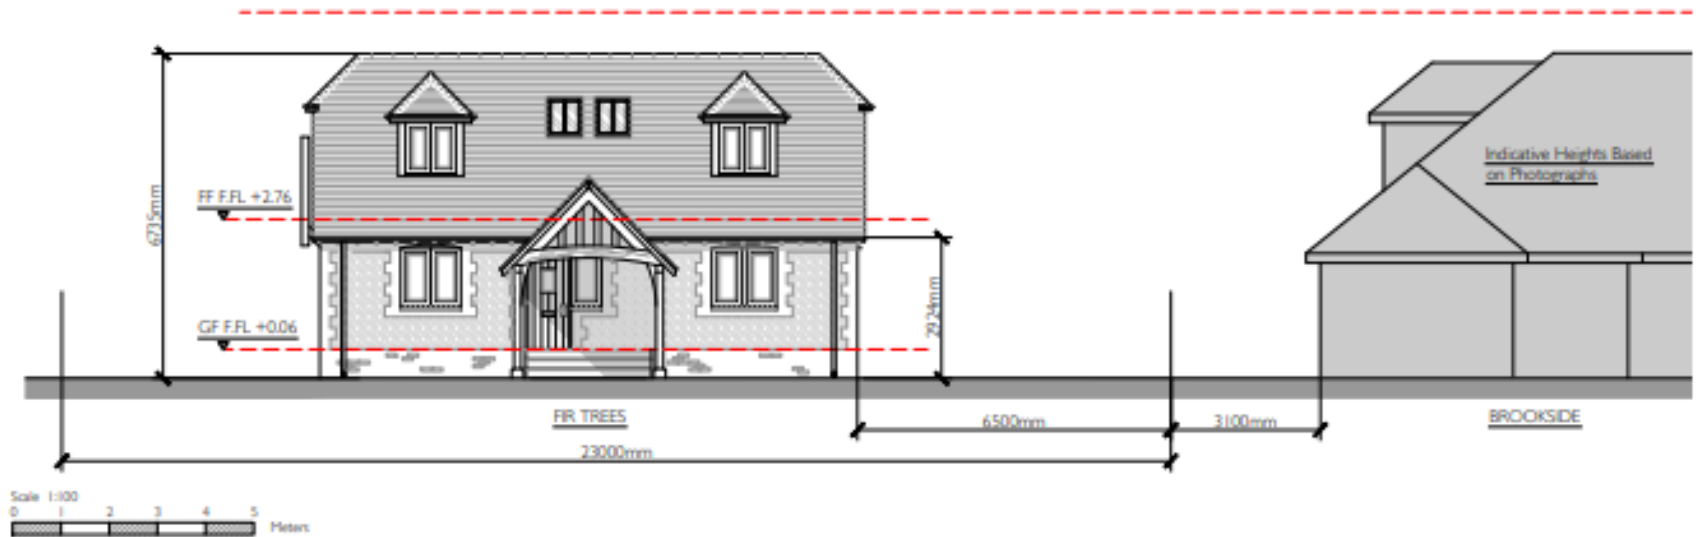 Indicative Heights Based
on Photographs
FF F.FL +2.76
6735mm
2924mm
GF F.FL +0.06
FIR TREES
6500mm
3100mm
BROOKSIDE
23000mm
Scale 1:100
0 1 2 3 4 5
Meters